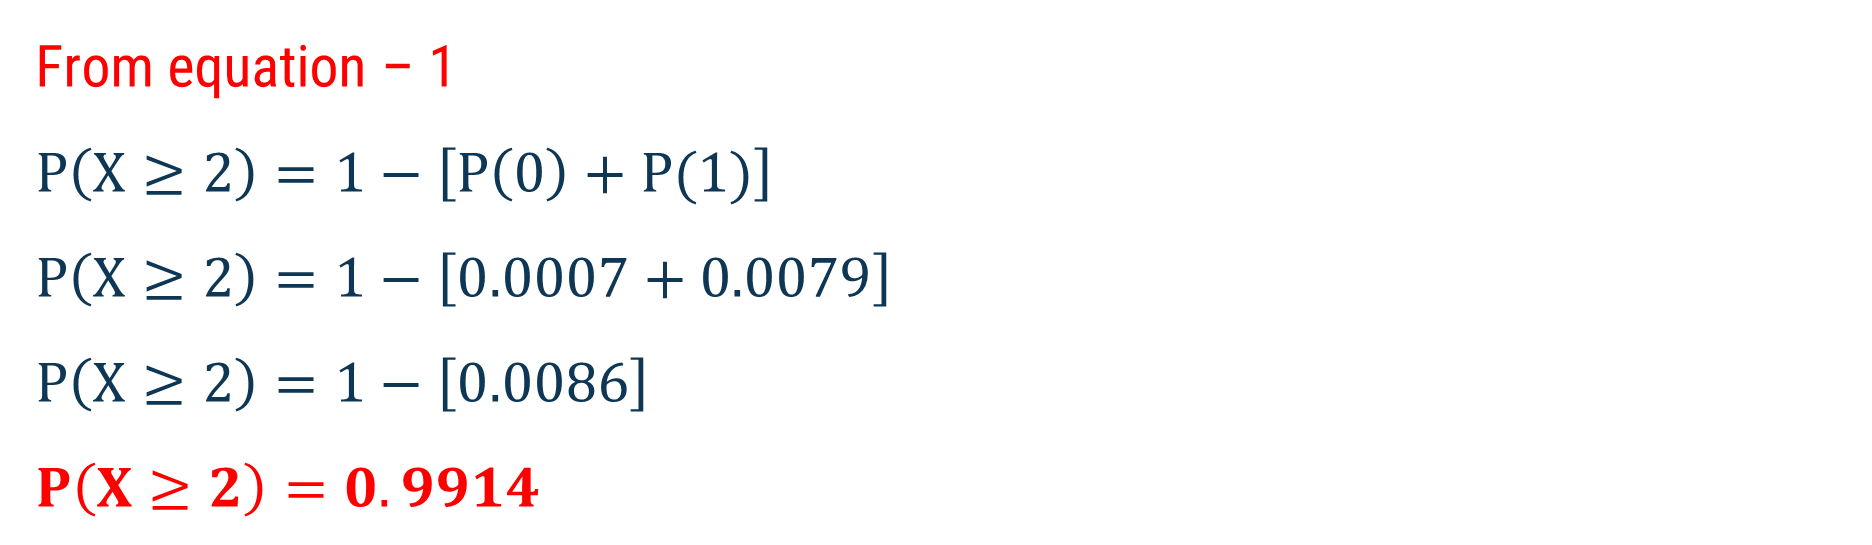 From equation – 1
P(X ≥ 2) = 1 − [P(0) + P(1)]
P(X ≥ 2) = 1 − [0.0007 + 0.0079]
P(X ≥ 2) = 1 − [0.0086]
P(X ≥ 2) = 0.9914